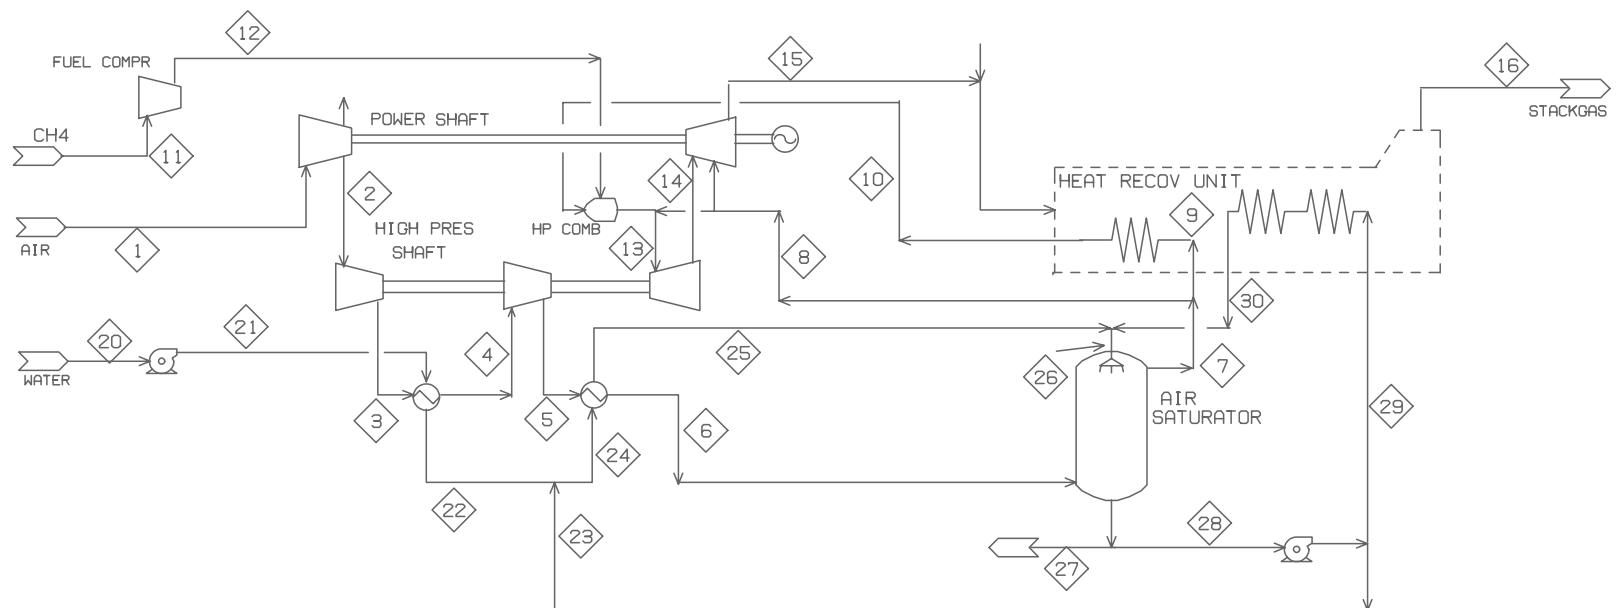 12
15
16
FUEL COMPR
STACKGAS
POWER SHAFT
CH4
11
14
10
HEAT RECOV UNIT
2
9
HIGH PRES
SHAFT
HP COMB
13
8
1
AIR
30
20
21
4
25
7
WATER
26
AIR
SATURATOR
3
5
6
29
24
22
23
28
27